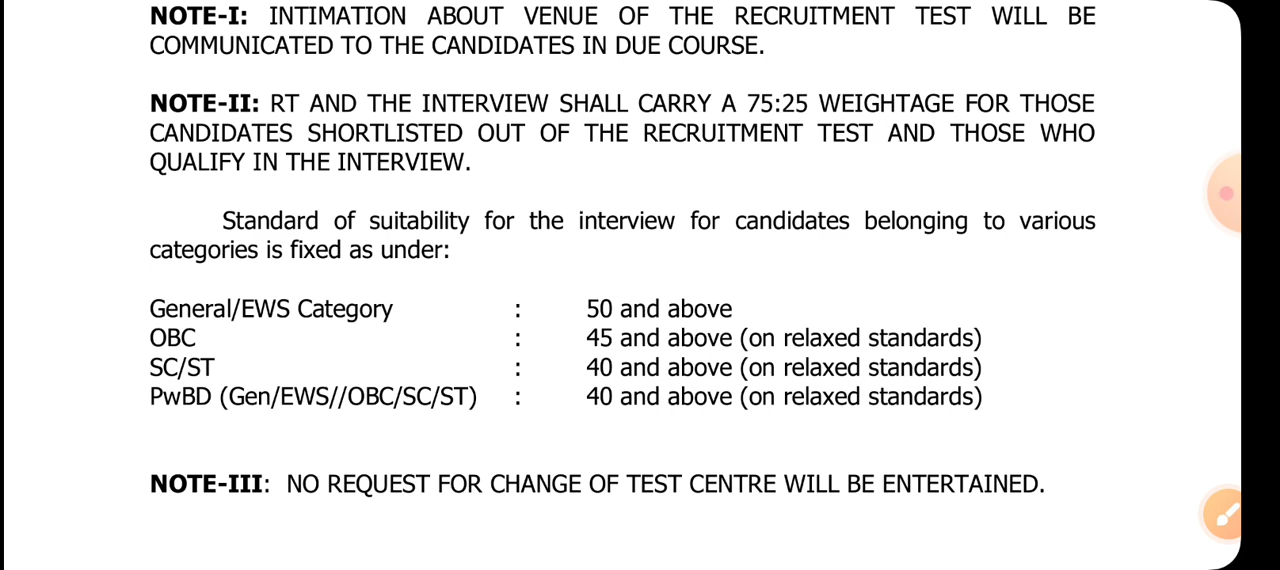 NOTE-I: INTIMATION ABOUT VENUE OF THE RECRUITMENT TEST WILL BE
COMMUNICATED TO THE CANDIDATES IN DUE COURSE.
NOTE-II: RT AND THE INTERVIEW SHALL CARRY A 75:25 WEIGHTAGE FOR THOSE
CANDIDATES SHORTLISTED OUT OF THE RECRUITMENT TEST AND THOSE WHO
QUALIFY IN THE INTERVIEW.
Standard of suitability for the interview for candidates belonging to various
categories is fixed as under:
General/EWS Category : 50 and above
OBC : 45 and above (on relaxed standards)
SC/ST : 40 and above (on relaxed standards)
PwBD (Gen/EWS//OBC/SC/ST) : 40 and above (on relaxed standards)
NOTE-III: NO REQUEST FOR CHANGE OF TEST CENTRE WILL BE ENTERTAINED.